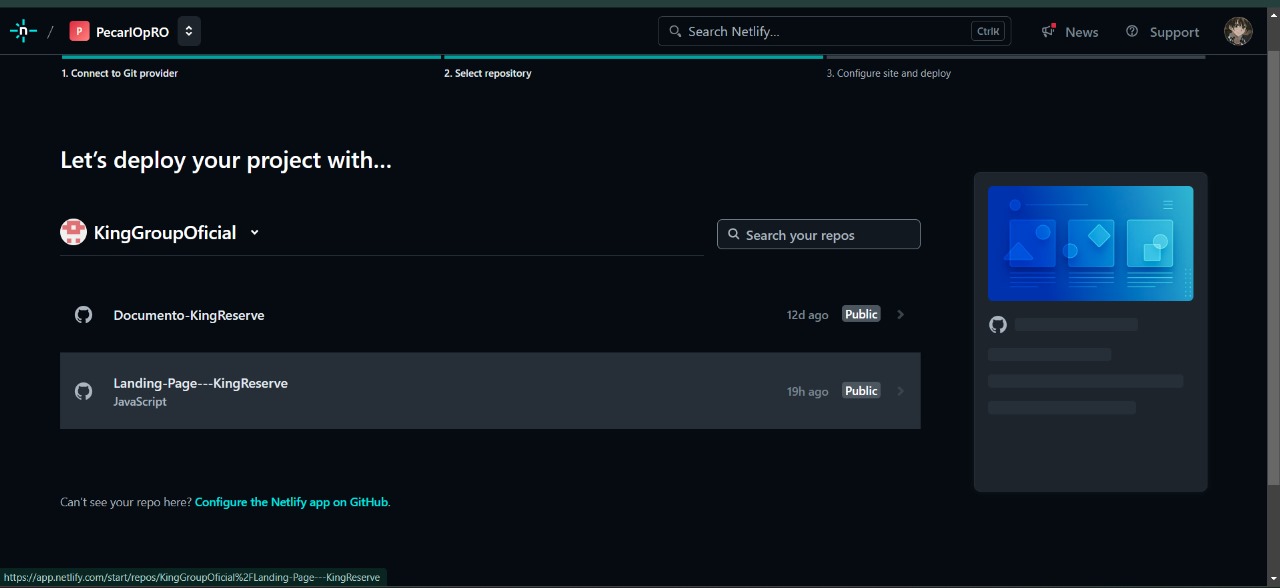 n / P PecarlOpRO Search Netlify... CtrlK News Support
1. Connect to Git provider 2. Select repository 3. Configure site and deploy
Let's deploy your project with...
KingGroupOficial Search your repos
Documento-KingReserve 12d ago Public
Landing-Page---KingReserve
JavaScript 19h ago Public
Can't see your repo here? Configure the Netlify app on GitHub.
https://app.netlify.com/start/repos/KingGroupOficial%2FLanding-Page---KingReserve